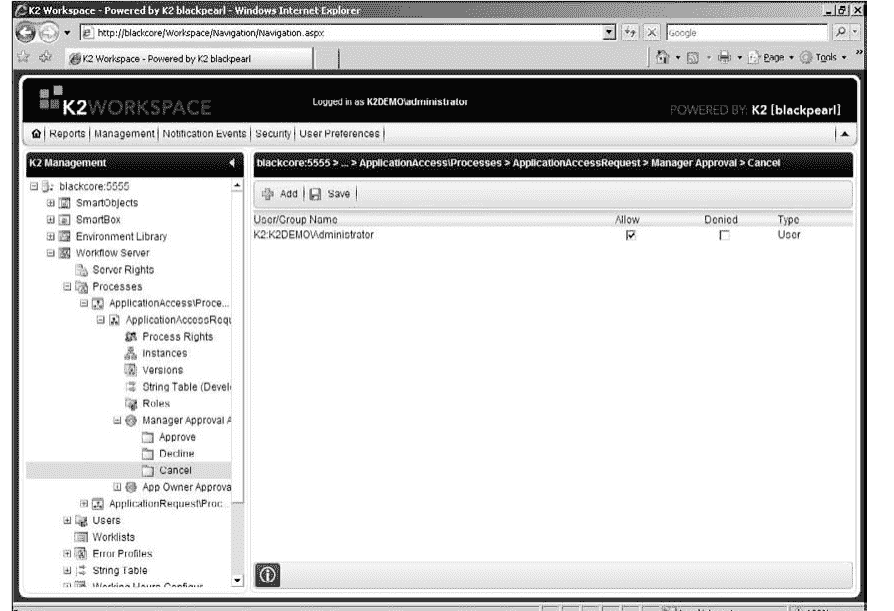 K2 Workspace - Powered by K2 blackpearl - Windows Internet Explorer
http://blackcore/Workspace/Navigation/Navigation.aspx
Google
K2 Workspace - Powered by K2 blackpearl
Page
Tools
K2WORKSPACE
Logged in as K2DEMO\administrator
POWERED BY: K2 [blackpearl]
Reports | Management | Notification Events | Security | User Preferences
K2 Management
blackcore:5555 > ... > ApplicationAccess\Processes > ApplicationAccessRequest > Manager Approval > Cancel
blackcore:5555
SmartObjects
SmartBox
Environment Library
Workflow Server
Server Rights
Processes
ApplicationAccess\Proce...
ApplicationAccessRequ
Process Rights
Instances
Versions
String Table (Devel
Roles
Manager Approval A
Approve
Decline
Cancel
App Owner Approva
ApplicationRequest\Proc...
Users
Worklists
Error Profiles
String Table
Working Hours Configur
Add
Save
User/Group Name Allow Denied Type
K2:K2DEMO\Administrator User